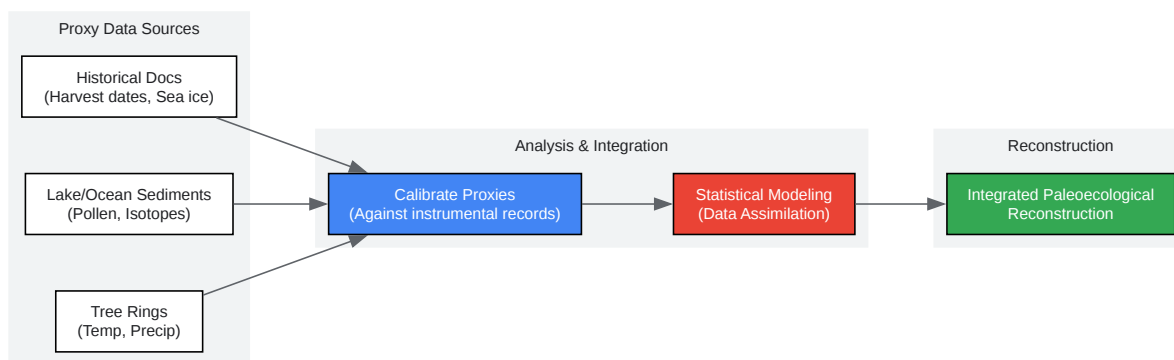 Proxy Data Sources
Historical Docs
(Harvest dates, Sea ice)
Lake/Ocean Sediments
(Pollen, Isotopes)
Tree Rings
(Temp, Precip)
Analysis & Integration
Calibrate Proxies
(Against instrumental records)
Statistical Modeling
(Data Assimilation)
Reconstruction
Integrated Paleoecological
Reconstruction